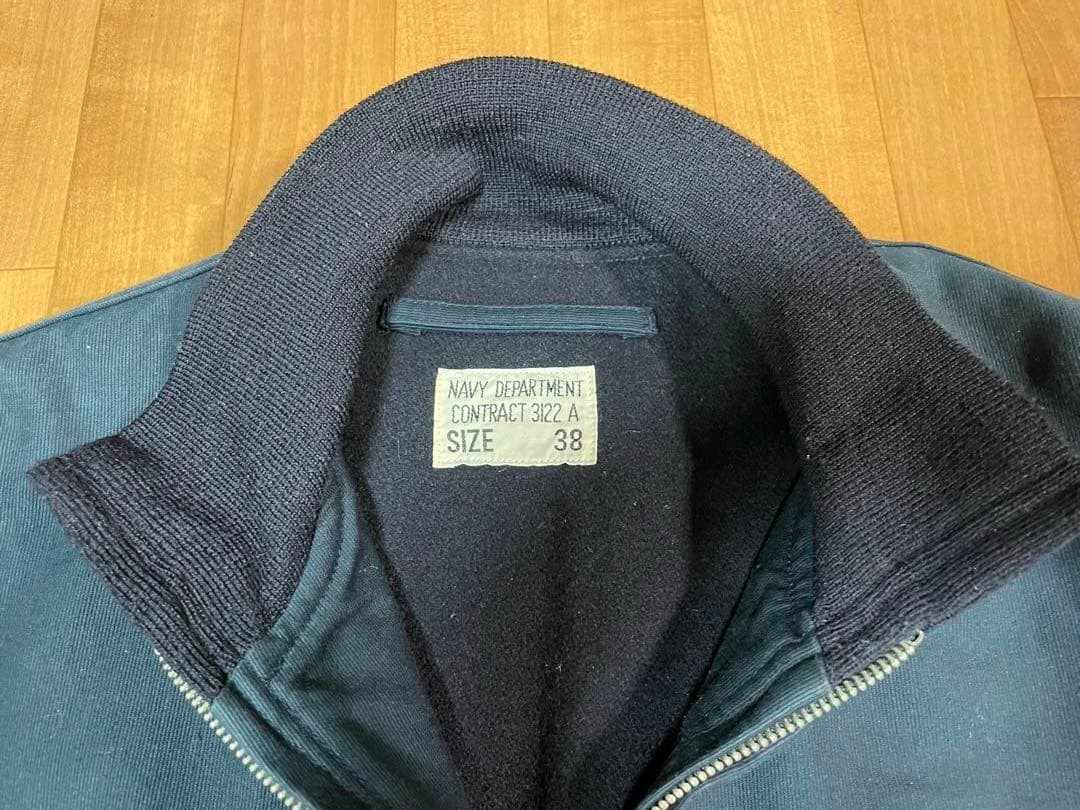 NAVY DEPARTMENT
CONTRACT 3122 A
SIZE 38